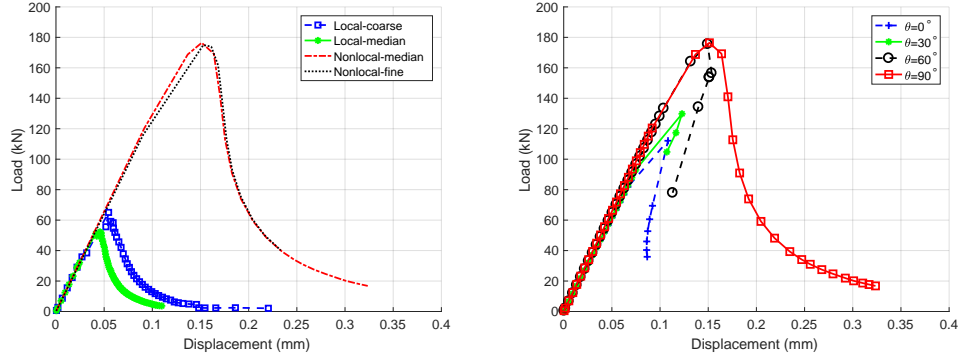 200
180
160
140
120
100
80
60
40
20
0
Load (kN)
0 0.05 0.1 0.15 0.2 0.25 0.3 0.35 0.4
Displacement (mm)
Local-coarse
Local-median
Nonlocal-median
Nonlocal-fine
200
180
160
140
120
100
80
60
40
20
0
Load (kN)
0 0.05 0.1 0.15 0.2 0.25 0.3 0.35 0.4
Displacement (mm)
θ=0°
θ=30°
θ=60°
θ=90°